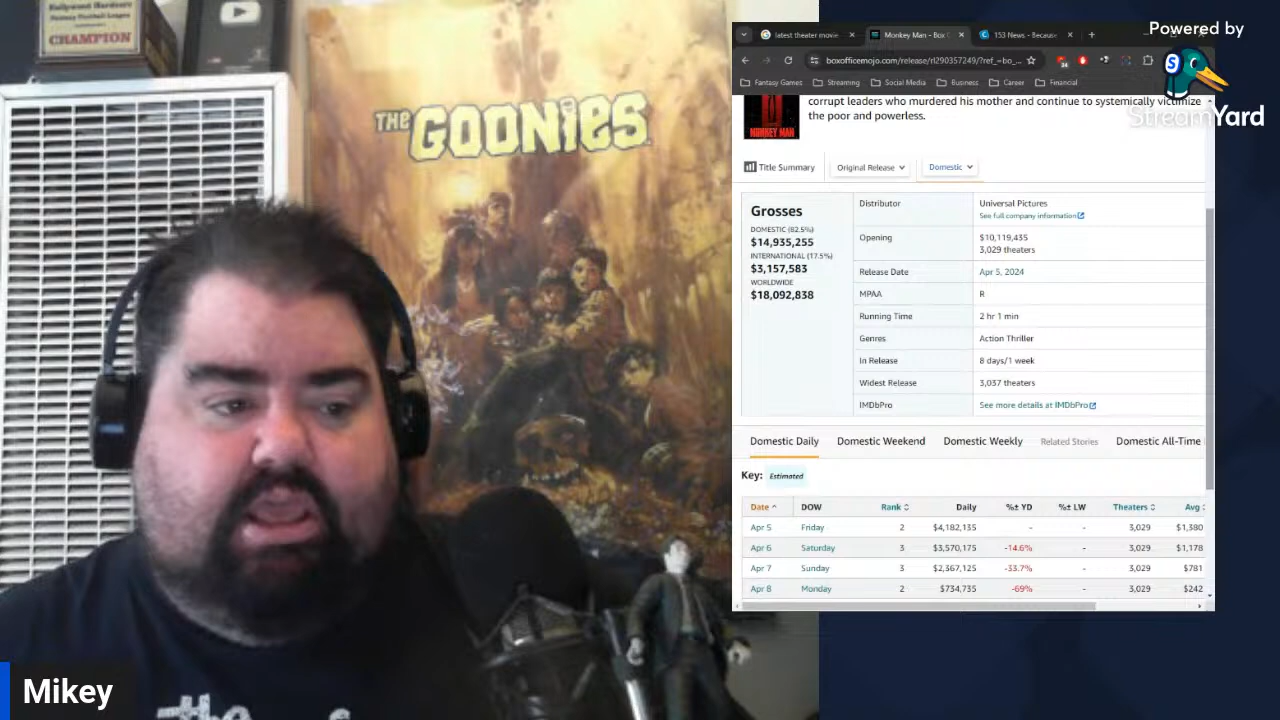 Hollywood Hardcore
Fantasy Football League
CHAMPION
THE GOONIES
Mikey
Powered by
StreamYard
latest theater movie
Monkey Man - Box O
153 News - Becaus
boxofficemojo.com/release/rl290357249/?ref_=bo_...
Fantasy Games
Streaming
Social Media
Business
Career
Financial
MONKEY MAN
corrupt leaders who murdered his mother and continue to systemically victimize
the poor and powerless.
Title Summary
Original Release
Domestic
Grosses
DOMESTIC (82.5%)
$14,935,255
INTERNATIONAL (17.5%)
$3,157,583
WORLDWIDE
$18,092,838
Distributor Universal Pictures
See full company information
Opening $10,119,435
3,029 theaters
Release Date Apr 5, 2024
MPAA R
Running Time 2 hr 1 min
Genres Action Thriller
In Release 8 days/1 week
Widest Release 3,037 theaters
IMDbPro See more details at IMDbPro
Domestic Daily Domestic Weekend Domestic Weekly Related Stories Domestic All-Time
Key: Estimated
Date DOW Rank Daily %± YD %± LW Theaters Avg
Apr 5 Friday 2 $4,182,135 - - 3,029 $1,380
Apr 6 Saturday 3 $3,570,175 -14.6% - 3,029 $1,178
Apr 7 Sunday 3 $2,367,125 -33.7% - 3,029 $781
Apr 8 Monday 2 $734,735 -69% - 3,029 $242